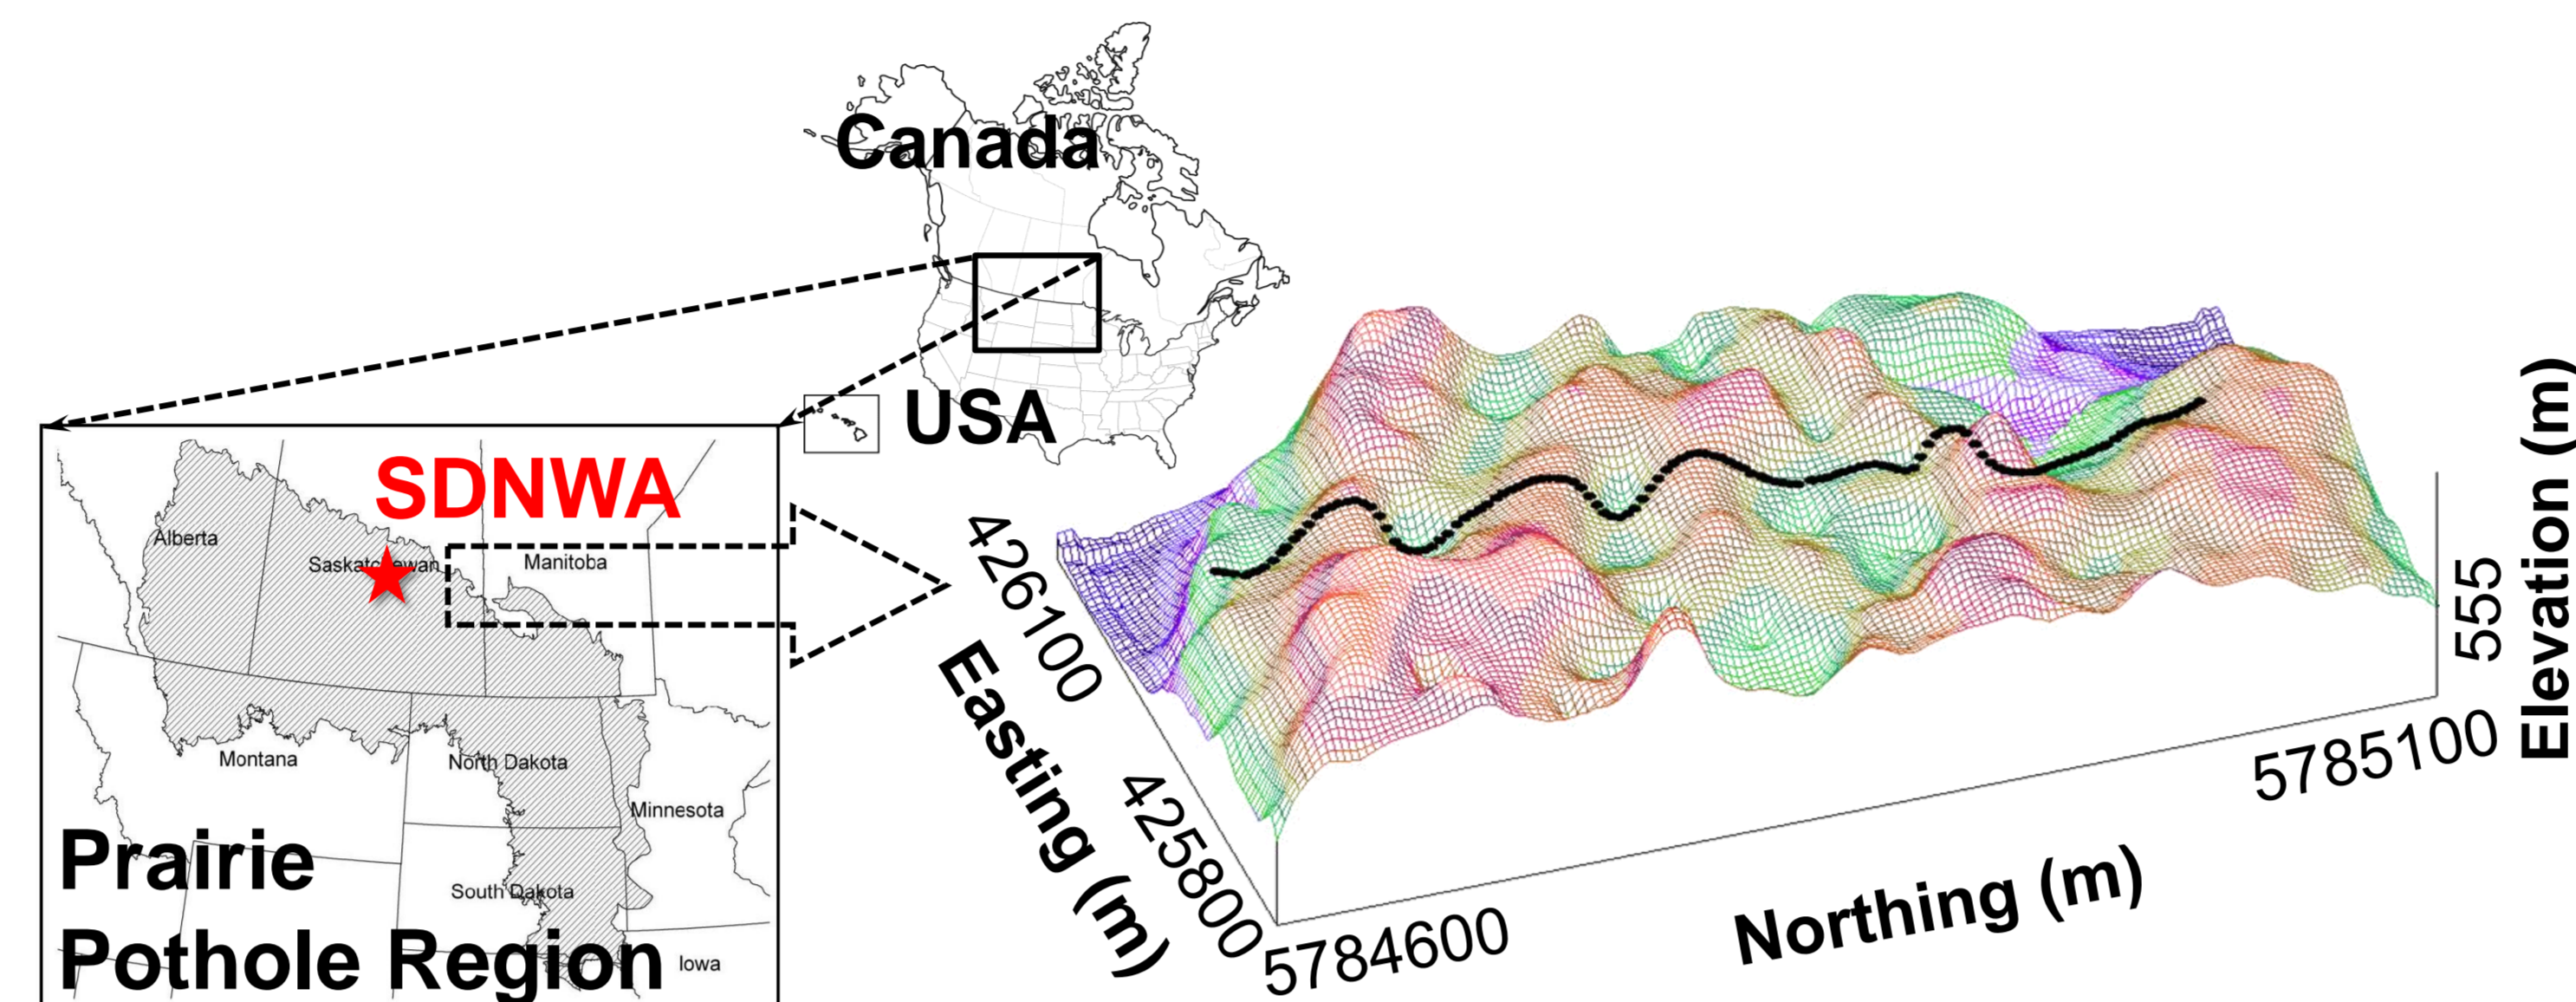 Canada
USA
SDNWA
Alberta
Saskatchewan
Manitoba
Montana
North Dakota
Minnesota
South Dakota
Iowa
Prairie
Pothole Region
426100
425800
Easting (m)
5784600
5785100
Northing (m)
555
Elevation (m)